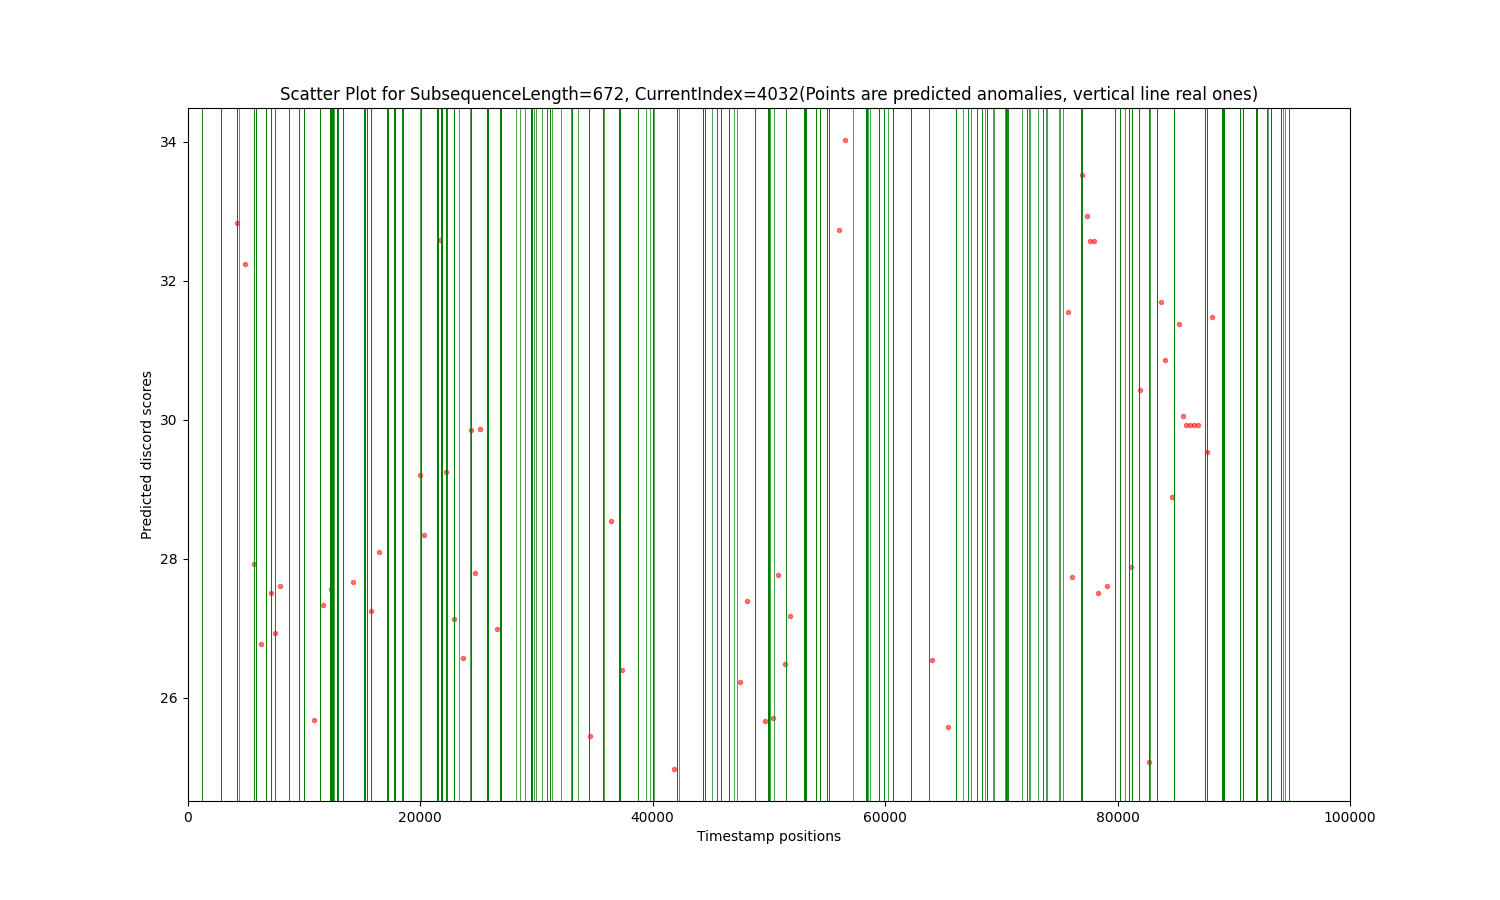 Scatter Plot for SubsequenceLength=672, CurrentIndex=4032(Points are predicted anomalies, vertical line real ones)
34
32
30
28
26
Predicted discord scores
0 20000 40000 60000 80000 100000
Timestamp positions